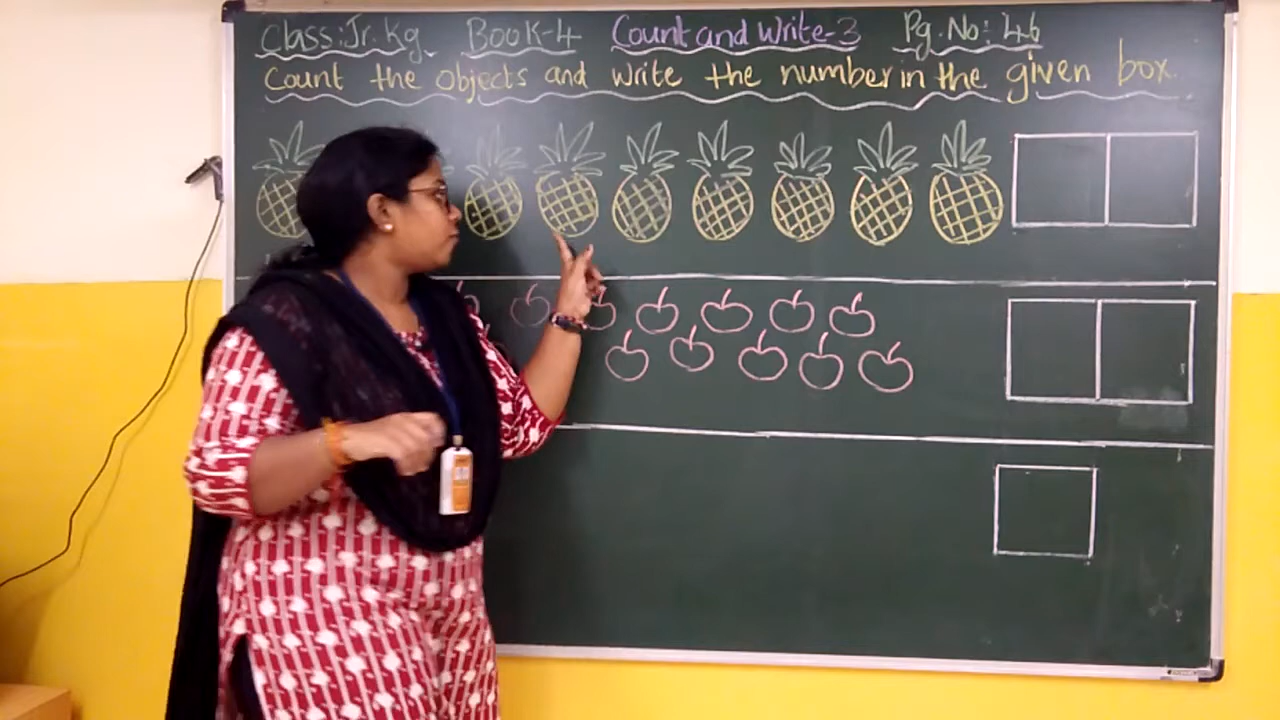 Class:Jr.Kg. Book-4 Count and Write-3 Pg.No: 46
Count the objects and write the number in the given box.